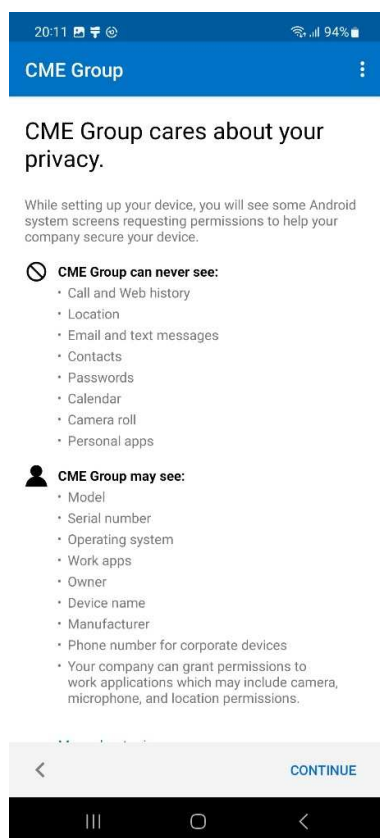 20:11 94%
CME Group
CME Group cares about your
privacy.
While setting up your device, you will see some Android
system screens requesting permissions to help your
company secure your device.
CME Group can never see:
• Call and Web history
• Location
• Email and text messages
• Contacts
• Passwords
• Calendar
• Camera roll
• Personal apps
CME Group may see:
• Model
• Serial number
• Operating system
• Work apps
• Owner
• Device name
• Manufacturer
• Phone number for corporate devices
• Your company can grant permissions to
work applications which may include camera,
microphone, and location permissions.
CONTINUE